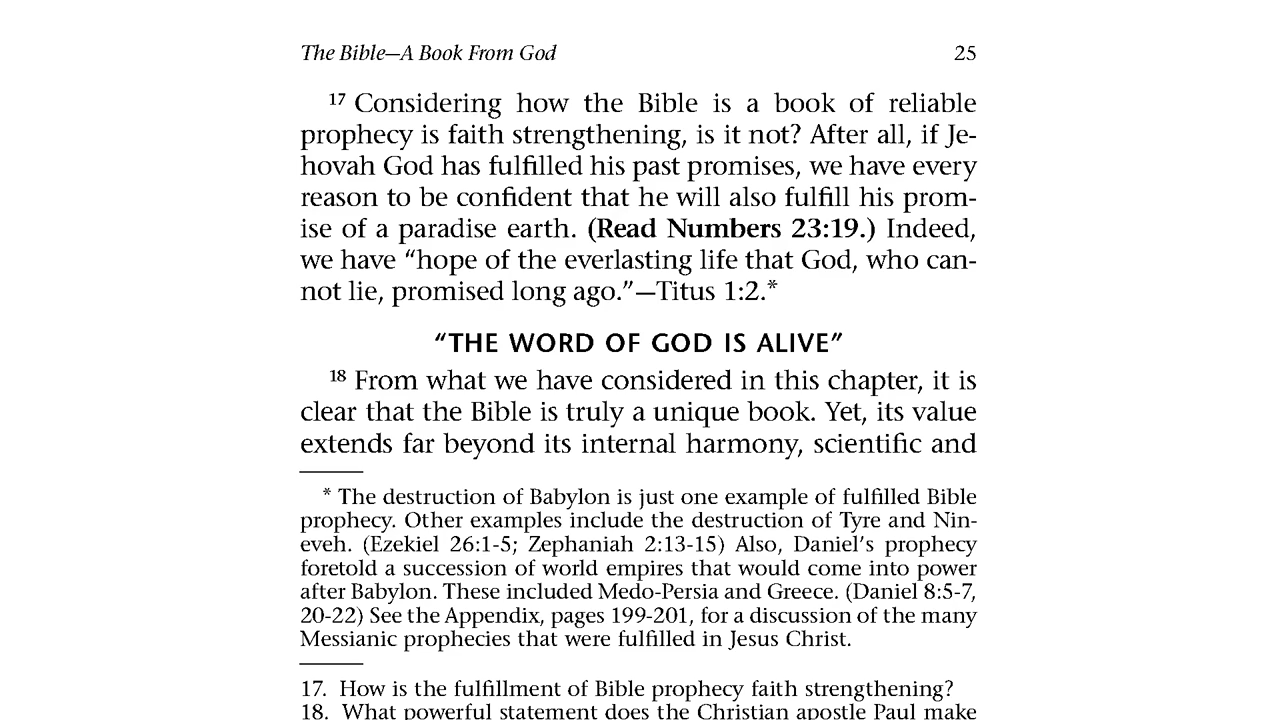 The Bible—A Book From God 25
17 Considering how the Bible is a book of reliable
prophecy is faith strengthening, is it not? After all, if Je-
hovah God has fulfilled his past promises, we have every
reason to be confident that he will also fulfill his prom-
ise of a paradise earth. (Read Numbers 23:19.) Indeed,
we have “hope of the everlasting life that God, who can-
not lie, promised long ago.”—Titus 1:2.*
“THE WORD OF GOD IS ALIVE”
18 From what we have considered in this chapter, it is
clear that the Bible is truly a unique book. Yet, its value
extends far beyond its internal harmony, scientific and
* The destruction of Babylon is just one example of fulfilled Bible
prophecy. Other examples include the destruction of Tyre and Nin-
eveh. (Ezekiel 26:1-5; Zephaniah 2:13-15) Also, Daniel’s prophecy
foretold a succession of world empires that would come into power
after Babylon. These included Medo-Persia and Greece. (Daniel 8:5-7,
20-22) See the Appendix, pages 199-201, for a discussion of the many
Messianic prophecies that were fulfilled in Jesus Christ.
17. How is the fulfillment of Bible prophecy faith strengthening?
18. What powerful statement does the Christian apostle Paul make